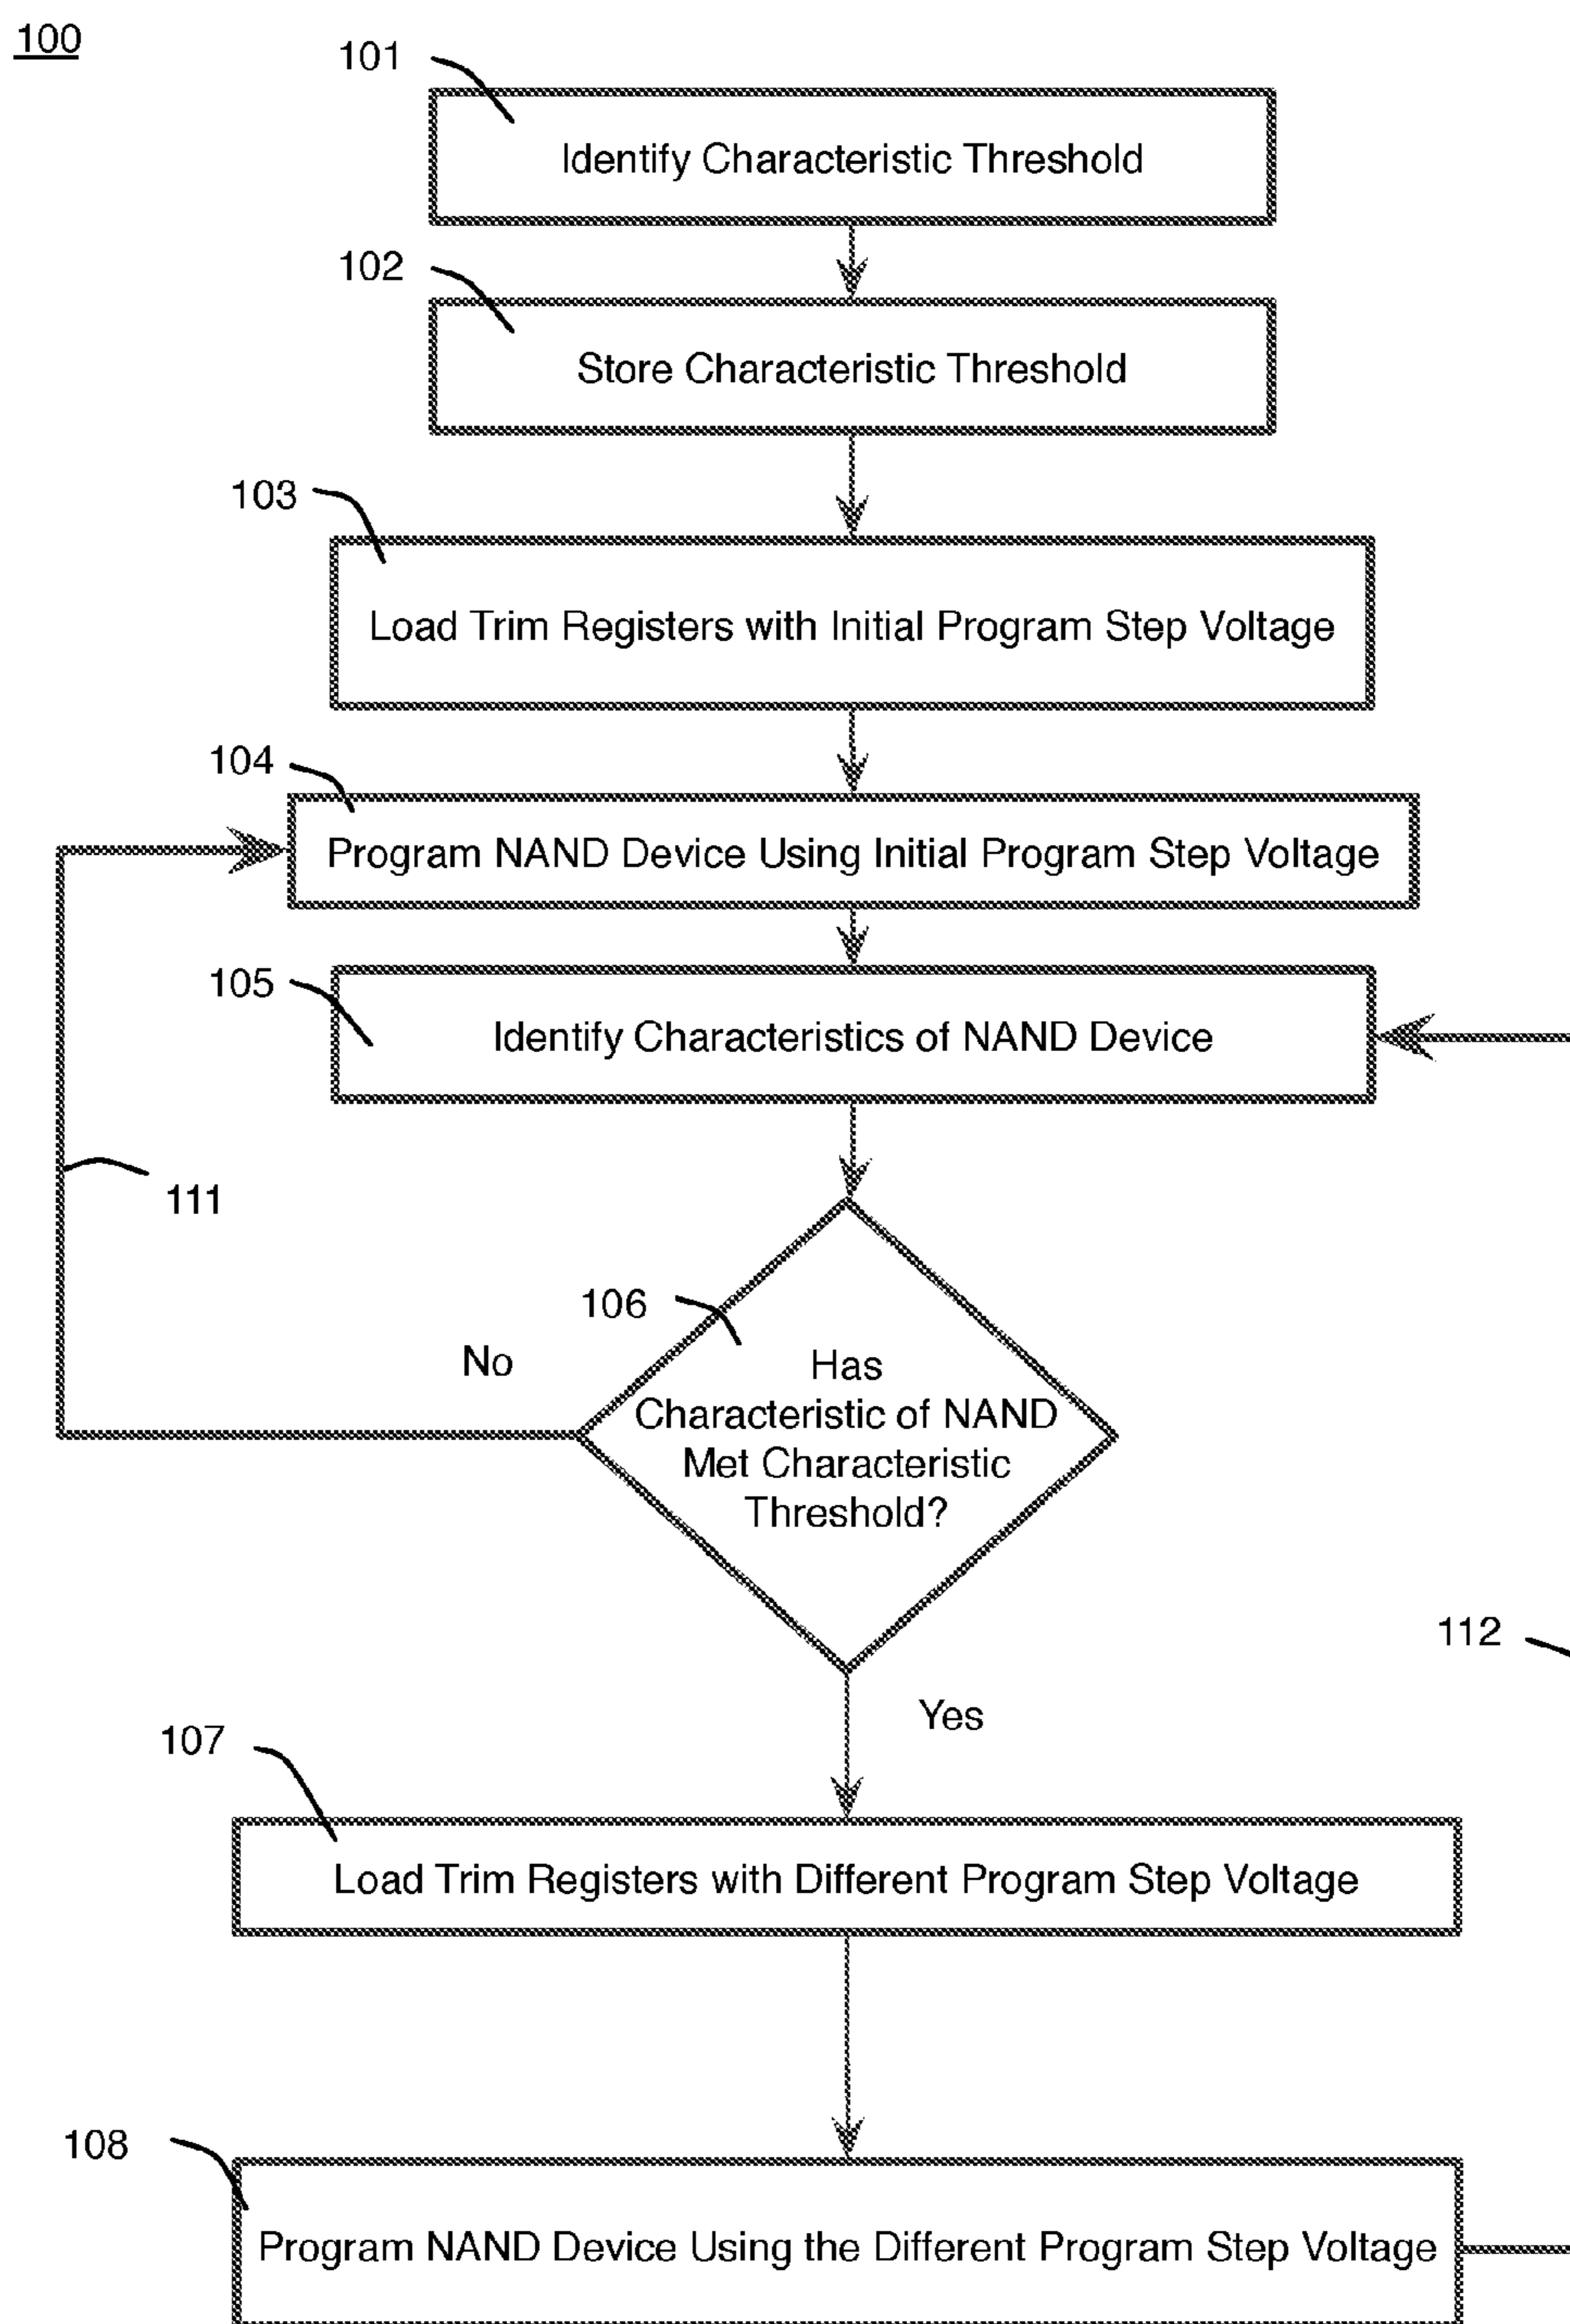 100
101
Identify Characteristic Threshold
102
Store Characteristic Threshold
103
Load Trim Registers with Initial Program Step Voltage
104
Program NAND Device Using Initial Program Step Voltage
105
Identify Characteristics of NAND Device
111
106
No
Has
Characteristic of NAND
Met Characteristic
Threshold?
112
Yes
107
Load Trim Registers with Different Program Step Voltage
108
Program NAND Device Using the Different Program Step Voltage